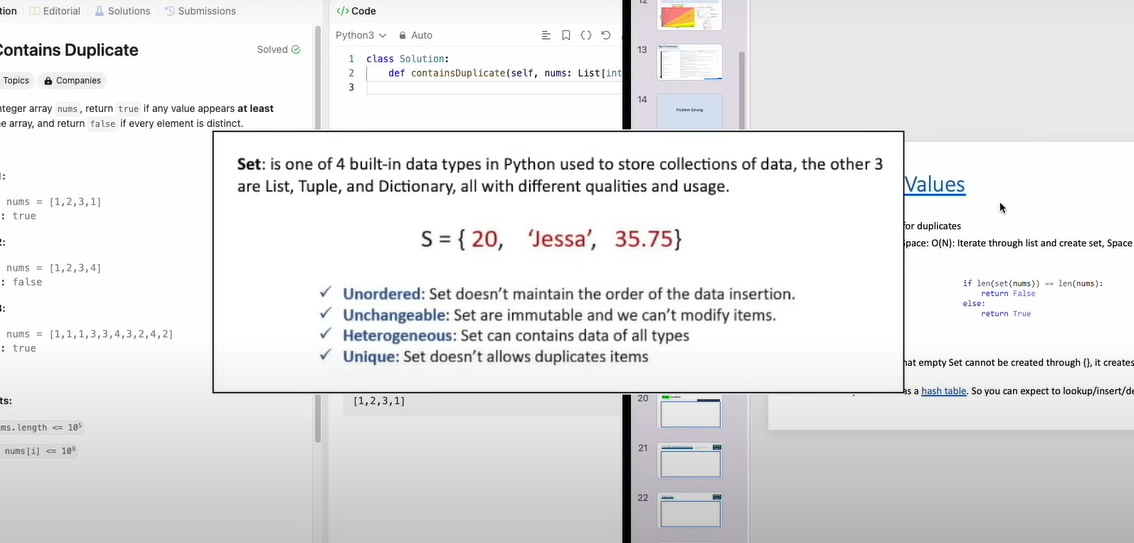 tion Editorial Solutions Submissions
Contains Duplicate
Solved
Topics Companies
nteger array nums, return true if any value appears at least
e array, and return false if every element is distinct.
1:
nums = [1,2,3,1]
: true
2:
nums = [1,2,3,4]
: false
3:
nums = [1,1,1,3,3,4,3,2,4,2]
: true
ts:
ms.length <= 10⁵
nums[i] <= 10⁹
</> Code
Python3 Auto
1 class Solution:
2 def containsDuplicate(self, nums: List[int
3
[1,2,3,1]
12
13
14
Problem Solving
20
21
22
Set: is one of 4 built-in data types in Python used to store collections of data, the other 3
are List, Tuple, and Dictionary, all with different qualities and usage.
S = { 20, ‘Jessa’, 35.75}
✓ Unordered: Set doesn’t maintain the order of the data insertion.
✓ Unchangeable: Set are immutable and we can’t modify items.
✓ Heterogeneous: Set can contains data of all types
✓ Unique: Set doesn’t allows duplicates items
Values
for duplicates
pace: O(N): Iterate through list and create set, Space
if len(set(nums)) == len(nums):
return False
else:
return True
hat empty Set cannot be created through {}, it creates
as a hash table. So you can expect to lookup/insert/de